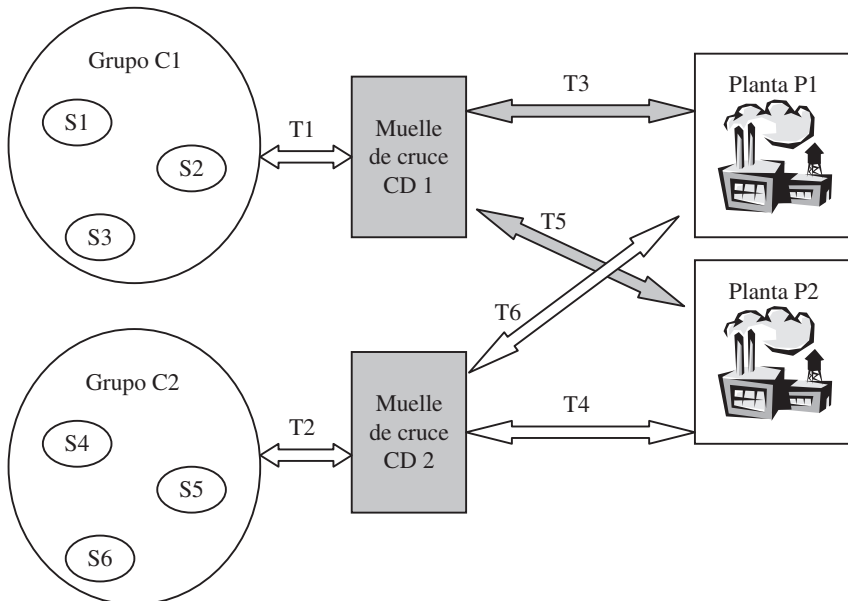 Grupo C1
S1
S2
S3
T1
Muelle
de cruce
CD 1
T3
T5
Planta P1
T6
Planta P2
Grupo C2
S4
S5
S6
T2
Muelle
de cruce
CD 2
T4